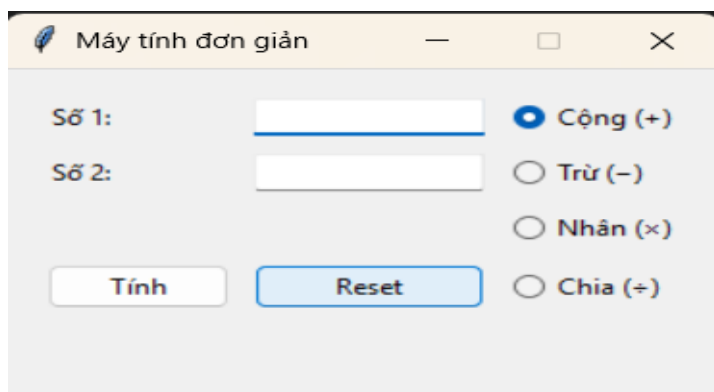 Máy tính đơn giản
Số 1:
Cộng (+)
Số 2:
Trừ (−)
Nhân (×)
Tính
Reset
Chia (÷)